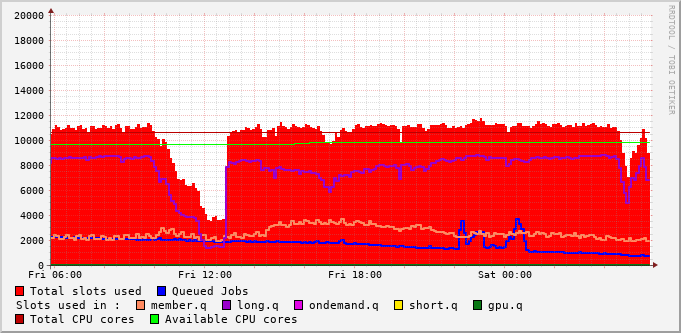 20000
18000
16000
14000
12000
10000
8000
6000
4000
2000
0
Fri 06:00 Fri 12:00 Fri 18:00 Sat 00:00
RRDTOOL / TOBI OETIKER
Total slots used Queued Jobs
Slots used in : member.q long.q ondemand.q short.q gpu.q
Total CPU cores Available CPU cores